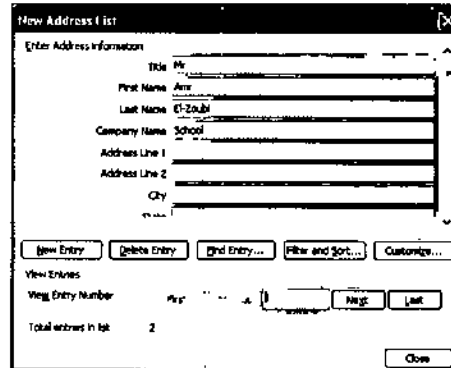 New Address List
Enter Address information
Title Mr
First Name Amr
Last Name El-Zoubi
Company Name School
Address Line 1
Address Line 2
City
State
New Entry Delete Entry Find Entry... Filter and Sort... Customize...
View Entries
View Entry Number First Next Last
Total entries in list 2
Close